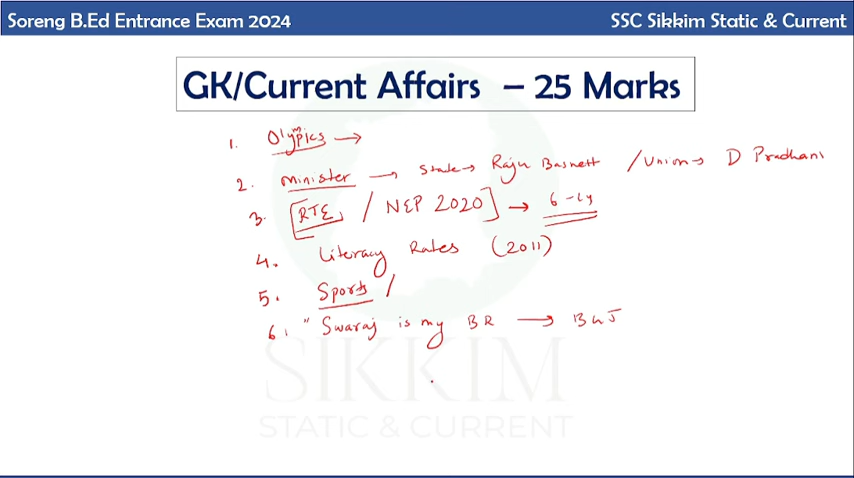 Soreng B.Ed Entrance Exam 2024
SSC Sikkim Static & Current
GK/Current Affairs – 25 Marks
1. Olympics →
2. Minister → State → Raju Basnett / Union → D Pradhan
3. [RTE / NEP 2020] → 6-14
4. Literacy Rates (2011)
5. Sports /
6. " Swaraj is my BR → BGT
SIKKIM
STATIC & CURRENT